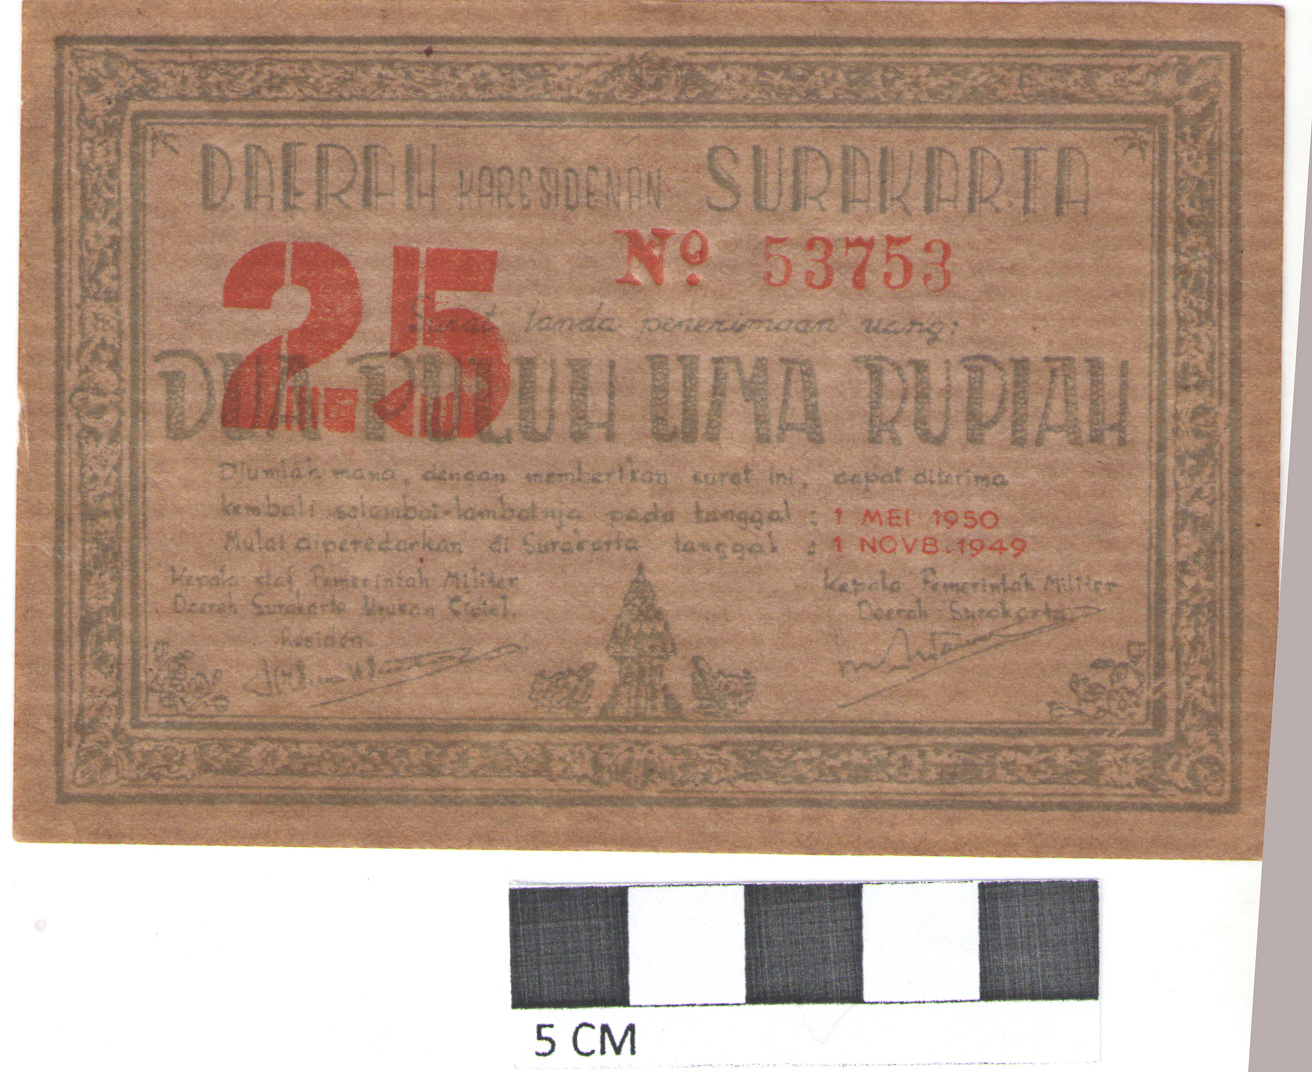 DAERAH KARESIDENAN SURAKARTA
25
No. 53753
Surat tanda penerimaan uang:
DUA PULUH LIMA RUPIAH
Djumlah mana, dengan memberikan surat ini, dapat diterima
kembali selambat-lambatnja pada tanggal : 1 MEI 1950
Mulai diperedarkan di Surakarta tanggal : 1 NOVB.1949
Kepala staf Pemerintah Militer
Daerah Surakarta Urusan Cipiel.
Residen.
Kepala Pemerintah Militer
Daerah Surakarta.
5 CM